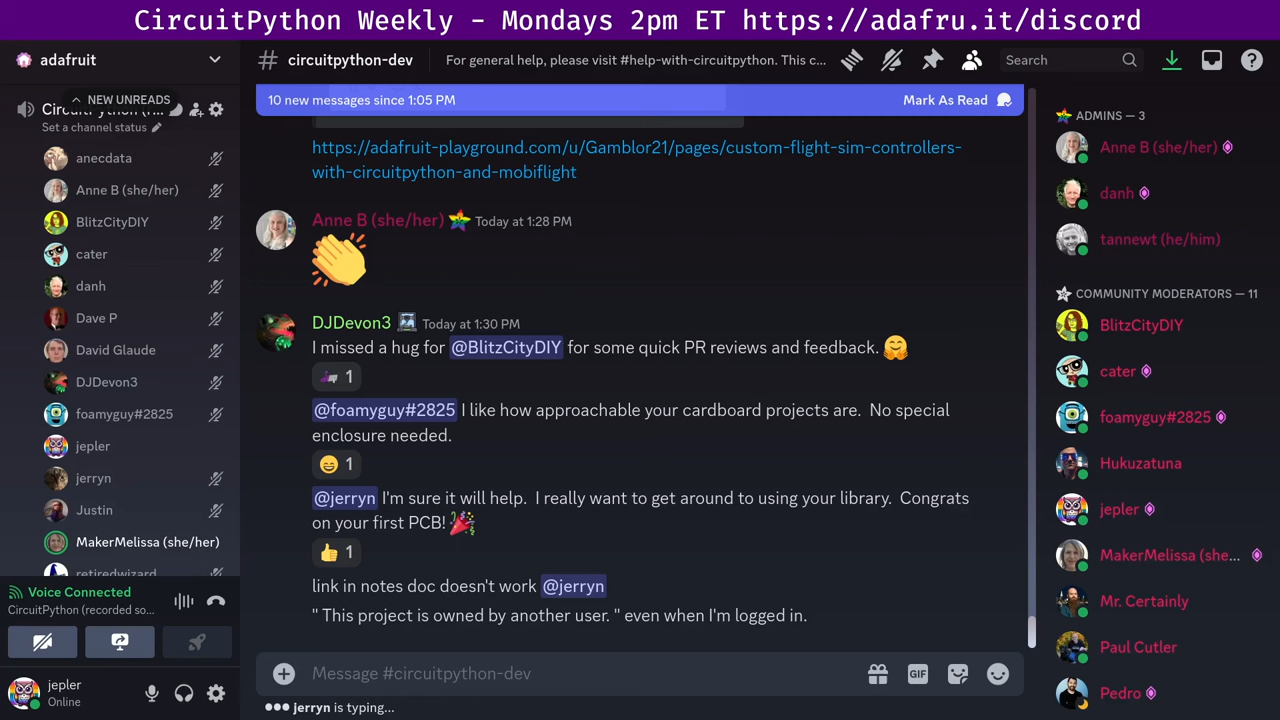 CircuitPython Weekly - Mondays 2pm ET https://adafru.it/discord
adafruit
NEW UNREADS
CircuitPython (r...
Set a channel status
anecdata
Anne B (she/her)
BlitzCityDIY
cater
danh
Dave P
David Glaude
DJDevon3
foamyguy#2825
jepler
jerryn
Justin
MakerMelissa (she/her)
retiredwizard
Voice Connected
CircuitPython (recorded so...
jepler
Online
# circuitpython-dev
For general help, please visit #help-with-circuitpython. This c...
Search
10 new messages since 1:05 PM
Mark As Read
https://adafruit-playground.com/u/Gamblor21/pages/custom-flight-sim-controllers-
with-circuitpython-and-mobiflight
Anne B (she/her) Today at 1:28 PM
DJDevon3 Today at 1:30 PM
I missed a hug for @BlitzCityDIY for some quick PR reviews and feedback. 🤗
1
@foamyguy#2825 I like how approachable your cardboard projects are. No special
enclosure needed.
😄 1
@jerryn I'm sure it will help. I really want to get around to using your library. Congrats
on your first PCB! 🎉
👍 1
link in notes doc doesn't work @jerryn
" This project is owned by another user. " even when I'm logged in.
Message #circuitpython-dev
GIF
jerryn is typing...
ADMINS — 3
Anne B (she/her)
danh
tannewt (he/him)
COMMUNITY MODERATORS — 11
BlitzCityDIY
cater
foamyguy#2825
Hukuzatuna
jepler
MakerMelissa (she...
Mr. Certainly
Paul Cutler
Pedro